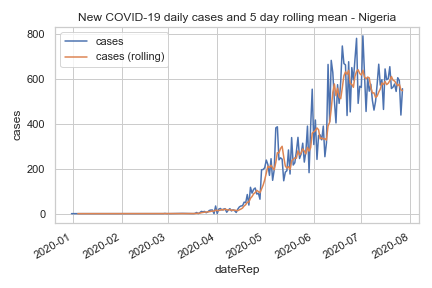 New COVID-19 daily cases and 5 day rolling mean - Nigeria
cases
cases (rolling)
800
600
400
200
0
cases
2020-01
2020-02
2020-03
2020-04
2020-05
2020-06
2020-07
2020-08
dateRep